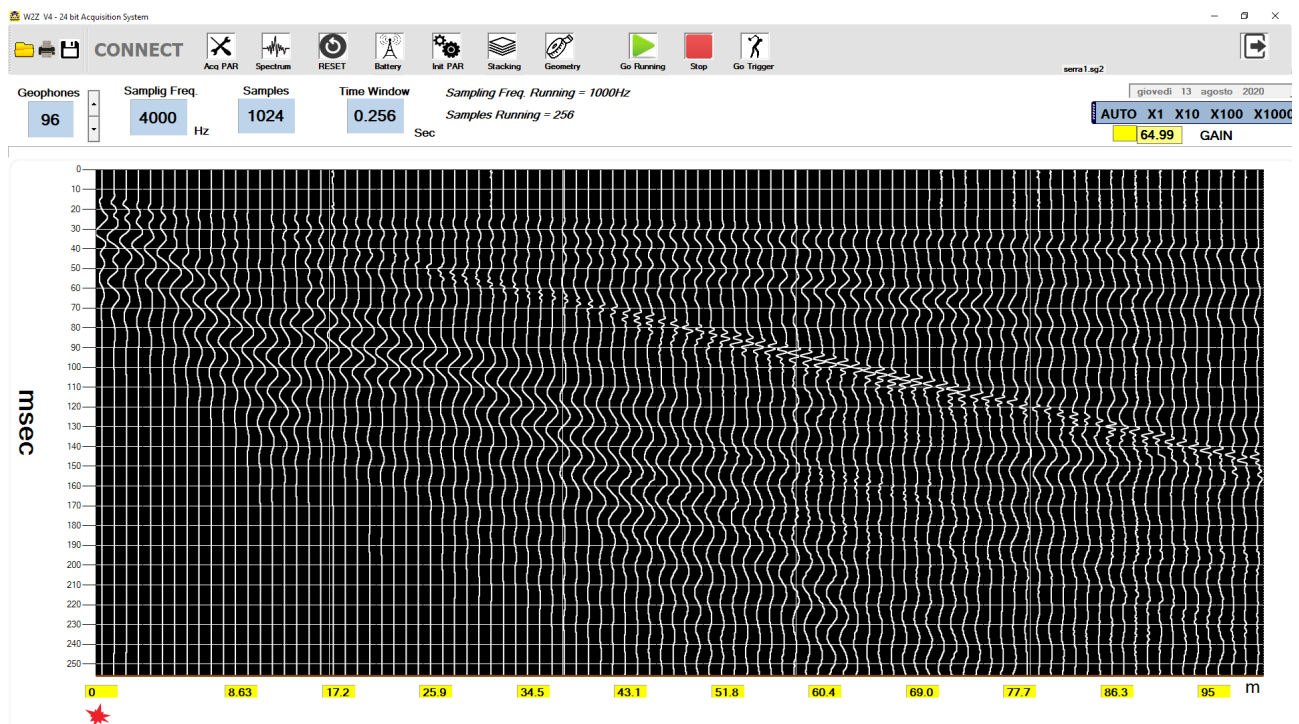 W2Z V4 - 24 bit Acquisition System
CONNECT
Acq PAR Spectrum RESET Battery Init PAR Stacking Geometry Go Running Stop Go Trigger
serra1.sg2
Geophones Samplig Freq. Samples Time Window Sampling Freq. Running = 1000Hz
giovedì 13 agosto 2020
96 4000 Hz 1024 0.256 Sec Samples Running = 256
AUTO X1 X10 X100 X1000
64.99 GAIN
0
10
20
30
40
50
60
70
80
90
100
110
120
130
140
150
160
170
180
190
200
210
220
230
240
250
msec
0 8.63 17.2 25.9 34.5 43.1 51.8 60.4 69.0 77.7 86.3 95 m